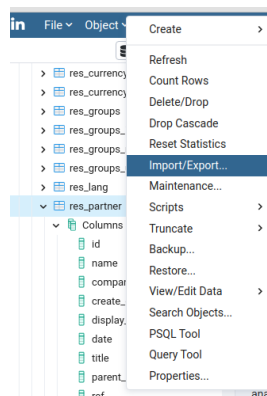 in File Object
Create
Refresh
Count Rows
Delete/Drop
Drop Cascade
Reset Statistics
Import/Export...
Maintenance...
Scripts
Truncate
Backup...
Restore...
View/Edit Data
Search Objects...
PSQL Tool
Query Tool
Properties...
res_currency
res_currency
res_groups
res_groups_
res_groups_
res_groups_
res_lang
res_partner
Columns
id
name
compan
create_
display_
date
title
parent_
ref